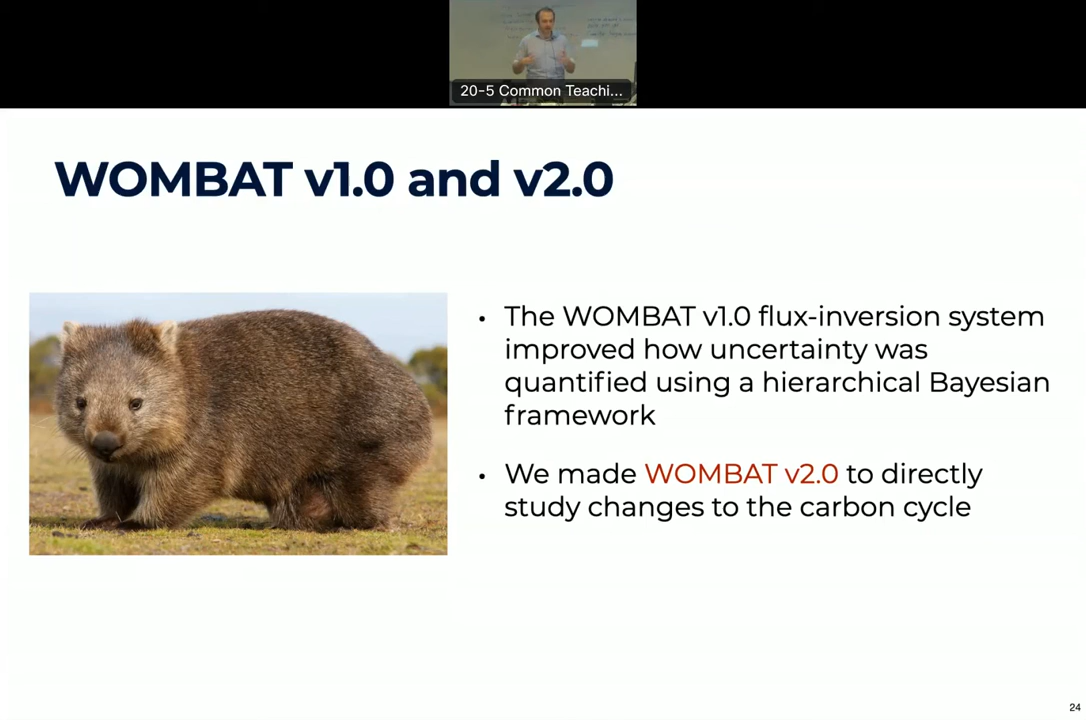 20-5 Common Teachi...
WOMBAT v1.0 and v2.0
• The WOMBAT v1.0 flux-inversion system
improved how uncertainty was
quantified using a hierarchical Bayesian
framework
• We made WOMBAT v2.0 to directly
study changes to the carbon cycle
24